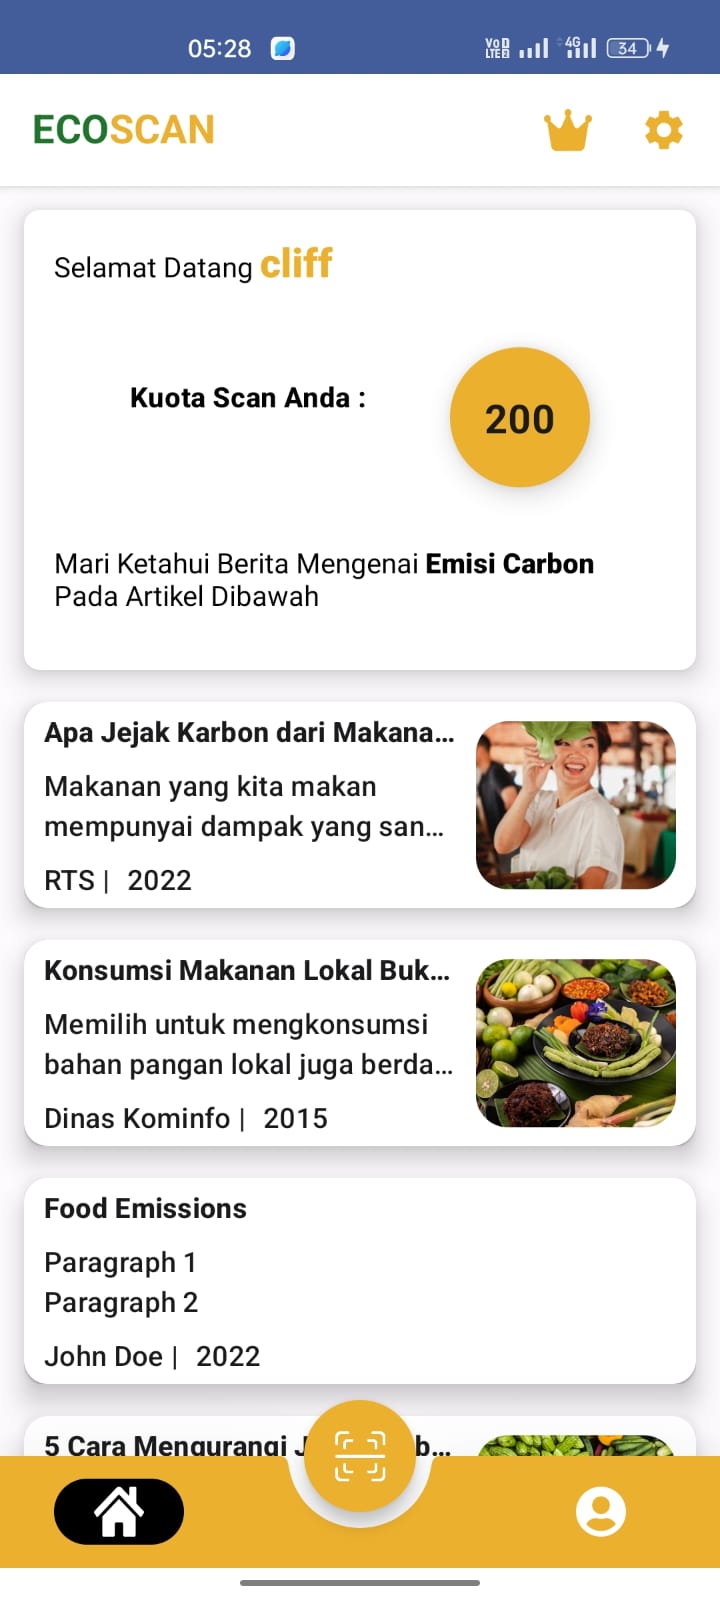 05:28
VoD LTE2 4G 34
ECOSCAN
Selamat Datang cliff
Kuota Scan Anda :
200
Mari Ketahui Berita Mengenai Emisi Carbon
Pada Artikel Dibawah
Apa Jejak Karbon dari Makana...
Makanan yang kita makan
mempunyai dampak yang san...
RTS | 2022
Konsumsi Makanan Lokal Buk...
Memilih untuk mengkonsumsi
bahan pangan lokal juga berda...
Dinas Kominfo | 2015
Food Emissions
Paragraph 1
Paragraph 2
John Doe | 2022
5 Cara Mengurangi J b...